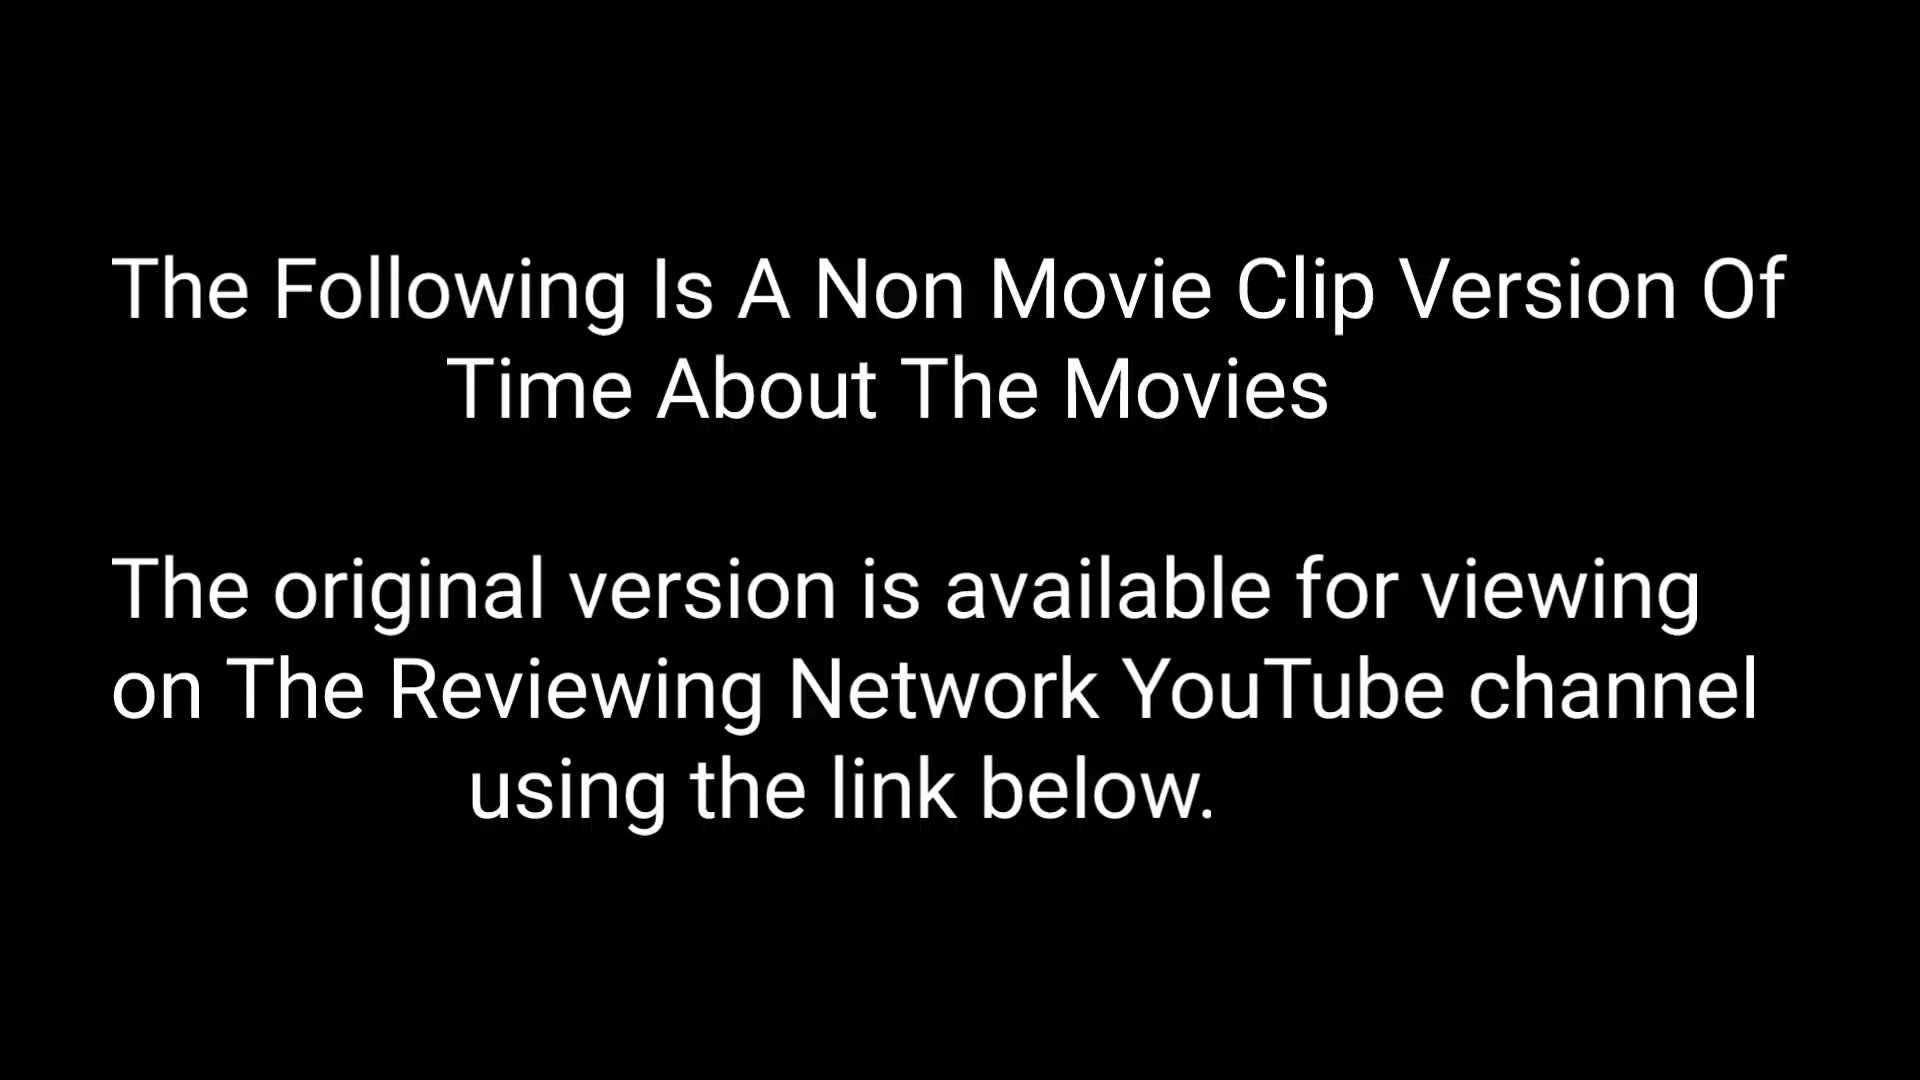 The Following Is A Non Movie Clip Version Of
Time About The Movies
The original version is available for viewing
on The Reviewing Network YouTube channel
using the link below.